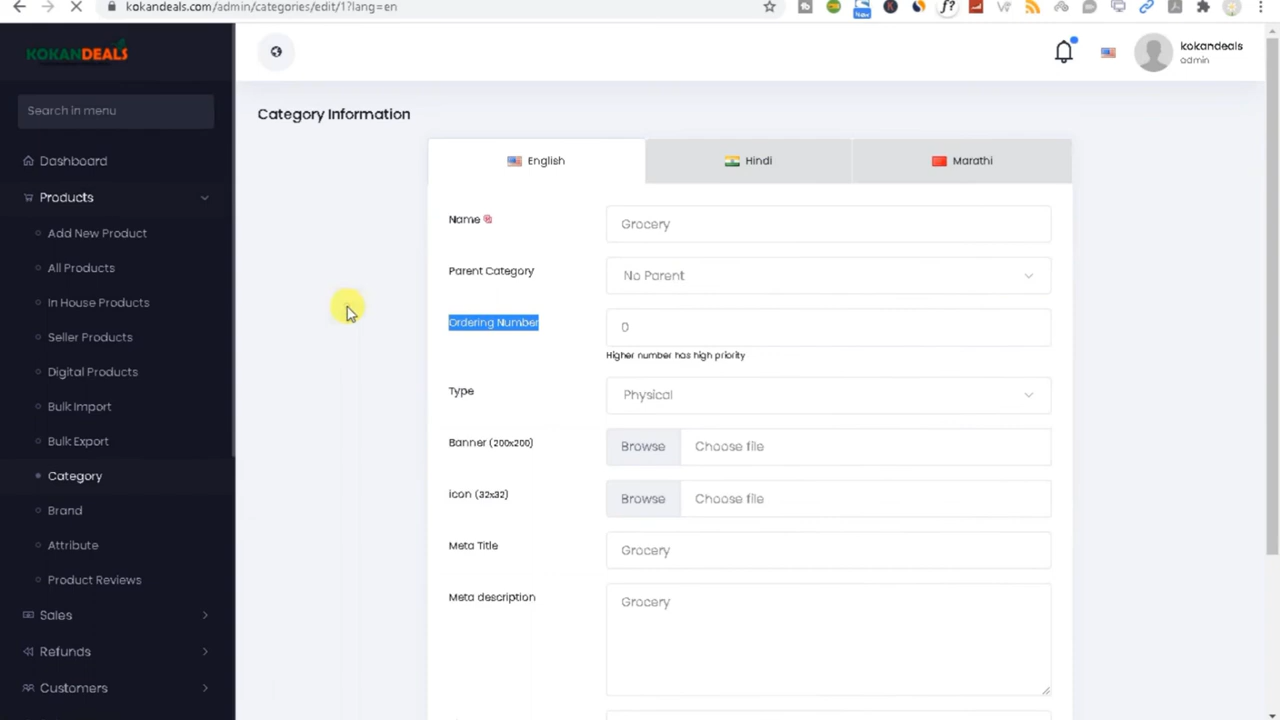 kokandeals.com/admin/categories/edit/1?lang=en
KOKANDEALS
kokandeals
admin
Search in menu
Dashboard
Products
Add New Product
All Products
In House Products
Seller Products
Digital Products
Bulk Import
Bulk Export
Category
Brand
Attribute
Product Reviews
Sales
Refunds
Customers
Category Information
English
Hindi
Marathi
Name
Grocery
Parent Category
No Parent
Ordering Number
0
Higher number has high priority
Type
Physical
Banner (200x200)
Browse
Choose file
icon (32x32)
Browse
Choose file
Meta Title
Grocery
Meta description
Grocery